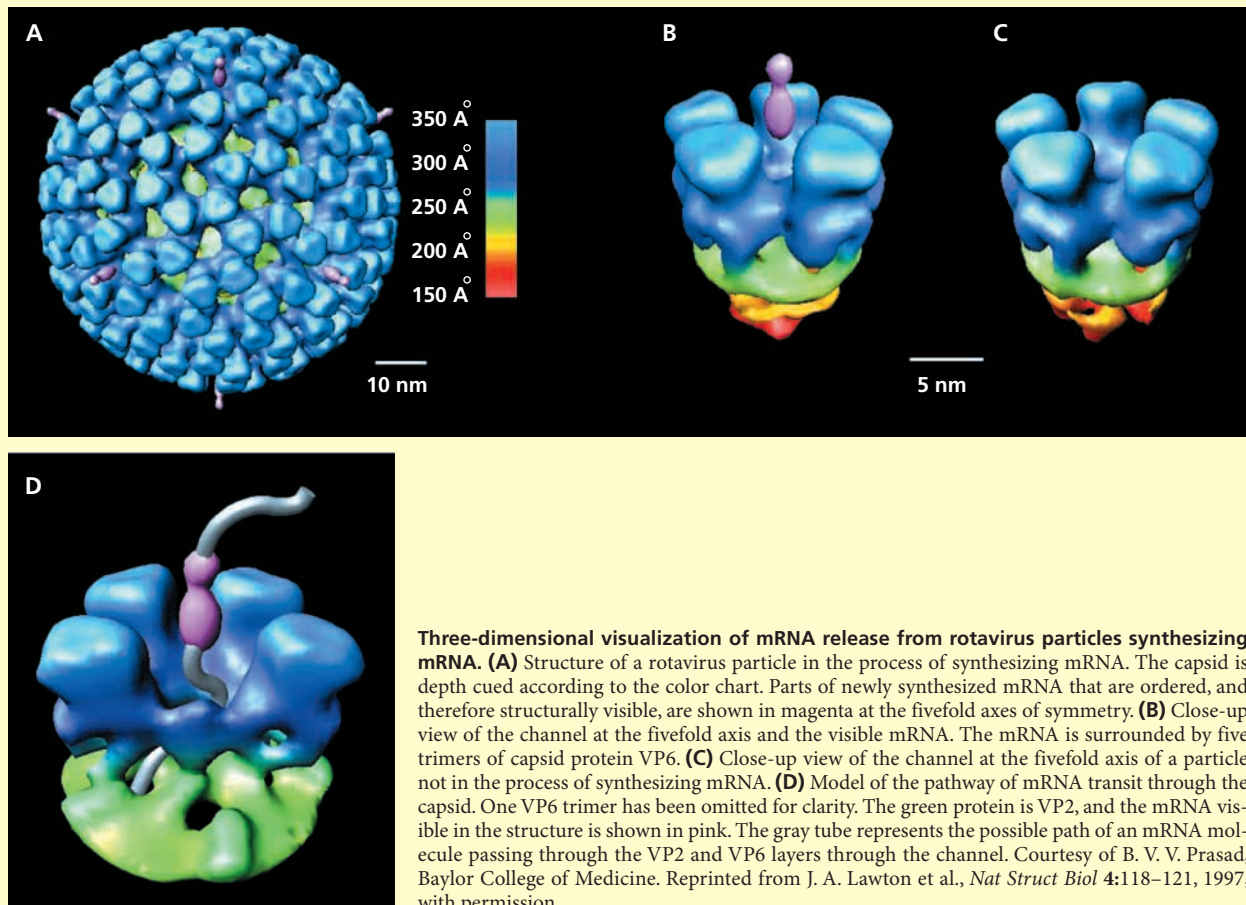 A
B
C
350 Å
300 Å
250 Å
200 Å
150 Å
10 nm
5 nm
D
Three-dimensional visualization of mRNA release from rotavirus particles synthesizing
mRNA. (A) Structure of a rotavirus particle in the process of synthesizing mRNA. The capsid is
depth cued according to the color chart. Parts of newly synthesized mRNA that are ordered, and
therefore structurally visible, are shown in magenta at the fivefold axes of symmetry. (B) Close-up
view of the channel at the fivefold axis and the visible mRNA. The mRNA is surrounded by five
trimers of capsid protein VP6. (C) Close-up view of the channel at the fivefold axis of a particle
not in the process of synthesizing mRNA. (D) Model of the pathway of mRNA transit through the
capsid. One VP6 trimer has been omitted for clarity. The green protein is VP2, and the mRNA vis-
ible in the structure is shown in pink. The gray tube represents the possible path of an mRNA mol-
ecule passing through the VP2 and VP6 layers through the channel. Courtesy of B. V. V. Prasad,
Baylor College of Medicine. Reprinted from J. A. Lawton et al., Nat Struct Biol 4:118–121, 1997,
with permission